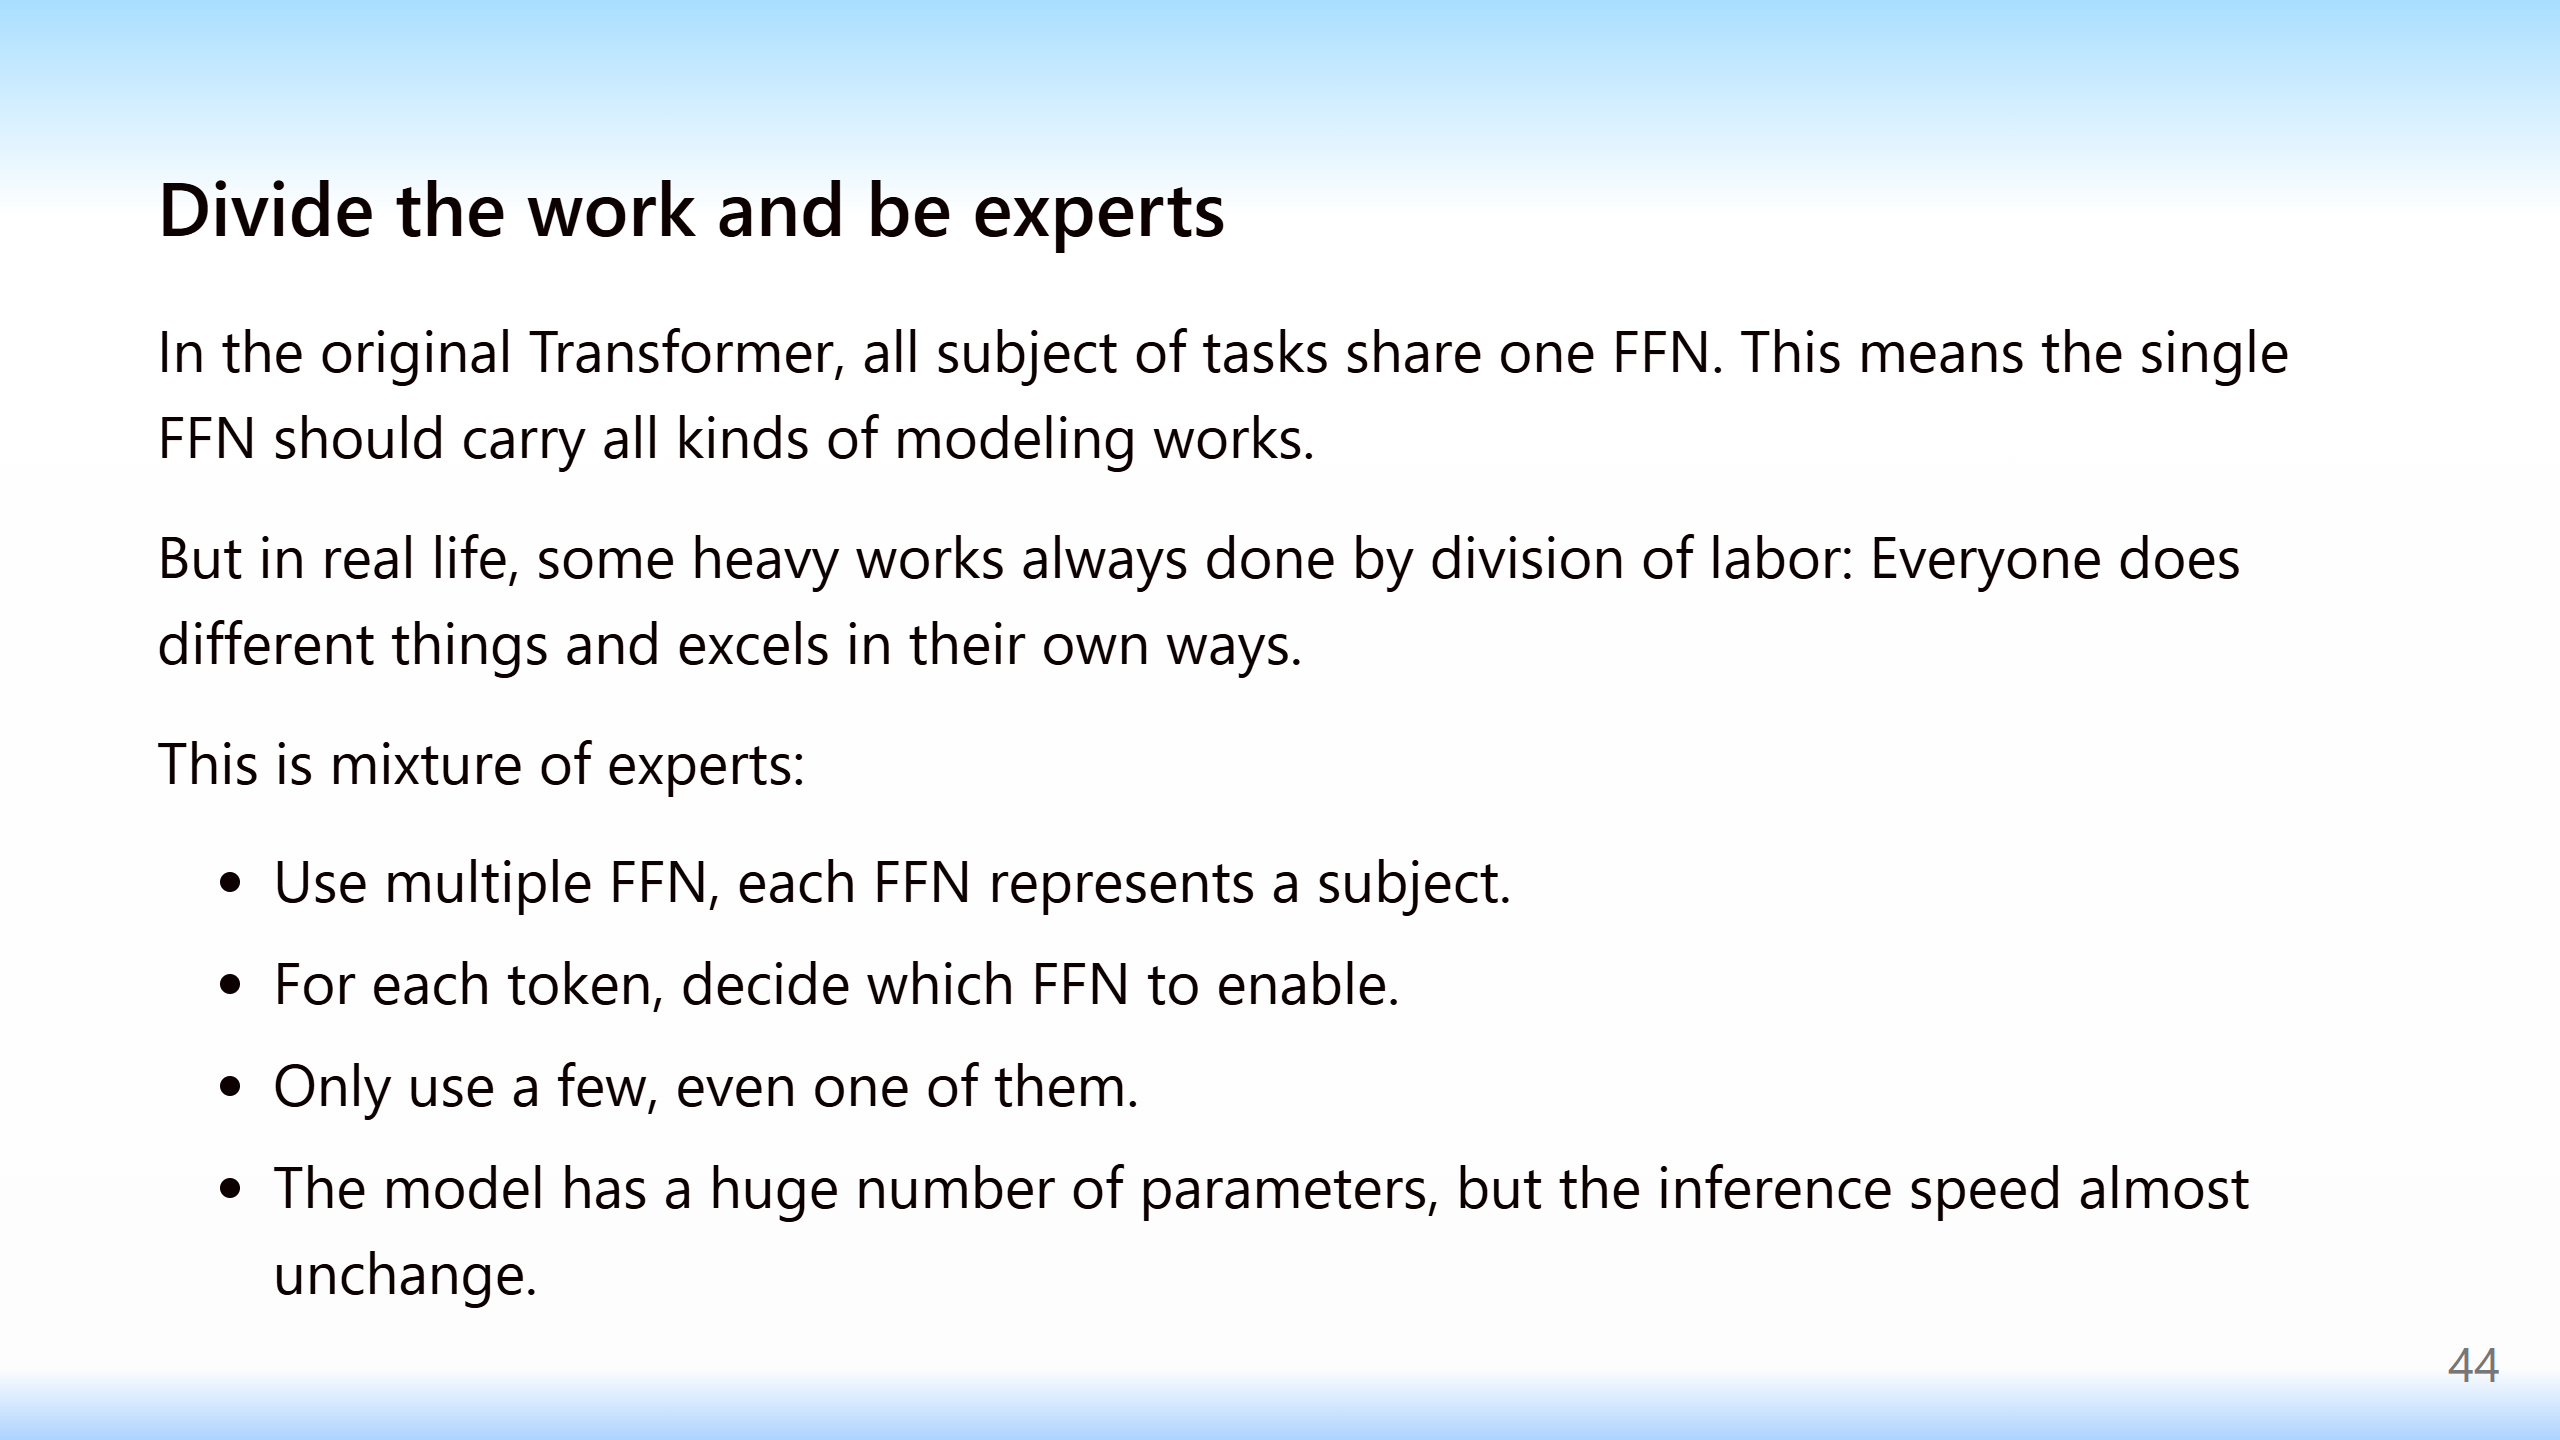 Divide the work and be experts
In the original Transformer, all subject of tasks share one FFN. This means the single
FFN should carry all kinds of modeling works.
But in real life, some heavy works always done by division of labor: Everyone does
different things and excels in their own ways.
This is mixture of experts:
• Use multiple FFN, each FFN represents a subject.
• For each token, decide which FFN to enable.
• Only use a few, even one of them.
• The model has a huge number of parameters, but the inference speed almost
unchange.
44